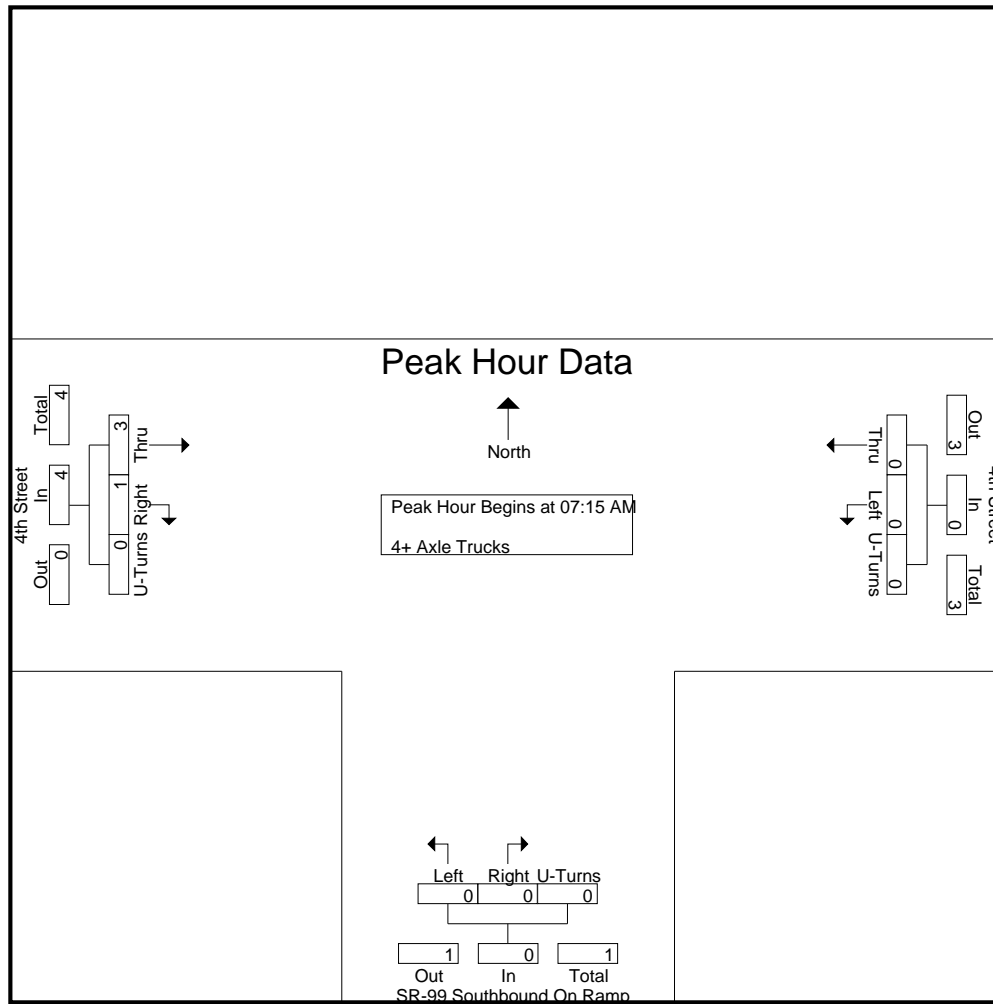 Peak Hour Data
North
Peak Hour Begins at 07:15 AM
4+ Axle Trucks
4th Street
Total 4
In 4
Out 0
3 Thru
1 Right
0 U-Turns
Thru 0
Left 0
U-Turns 0
Out 3
In 0
Total 3
4th Street
Left Right U-Turns
0 0 0
1 0 1
Out In Total
SR-99 Southbound On Ramp